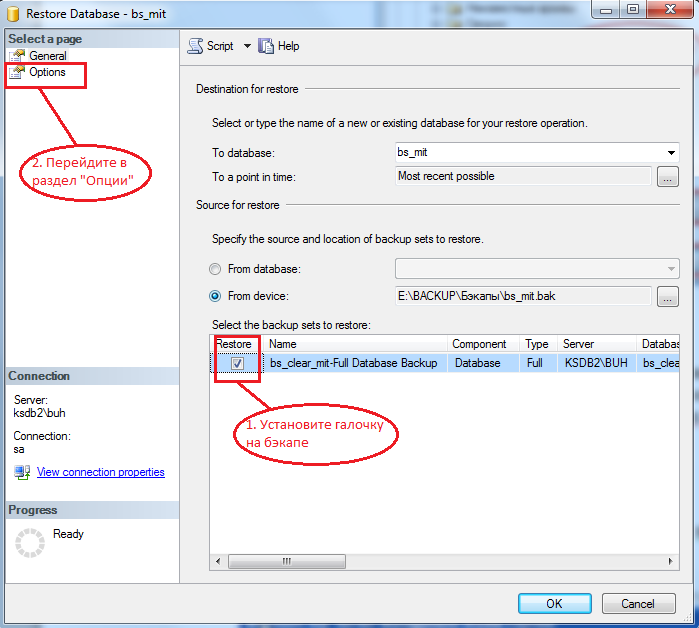 Restore Database - bs_mit
Select a page
General
Options
2. Перейдите в
раздел "Опции"
Connection
Server:
ksdb2\buh
Connection:
sa
View connection properties
Progress
Ready
Script
Help
Destination for restore
Select or type the name of a new or existing database for your restore operation.
To database:
bs_mit
To a point in time:
Most recent possible
...
Source for restore
Specify the source and location of backup sets to restore.
From database:
From device:
E:\BACKUP\Бэкапы\bs_mit.bak
...
Select the backup sets to restore:
Restore Name Component Type Server Databas
bs_clear_mit-Full Database Backup Database Full KSDB2\BUH bs_clea
1. Установите галочку
на бэкапе
OK
Cancel